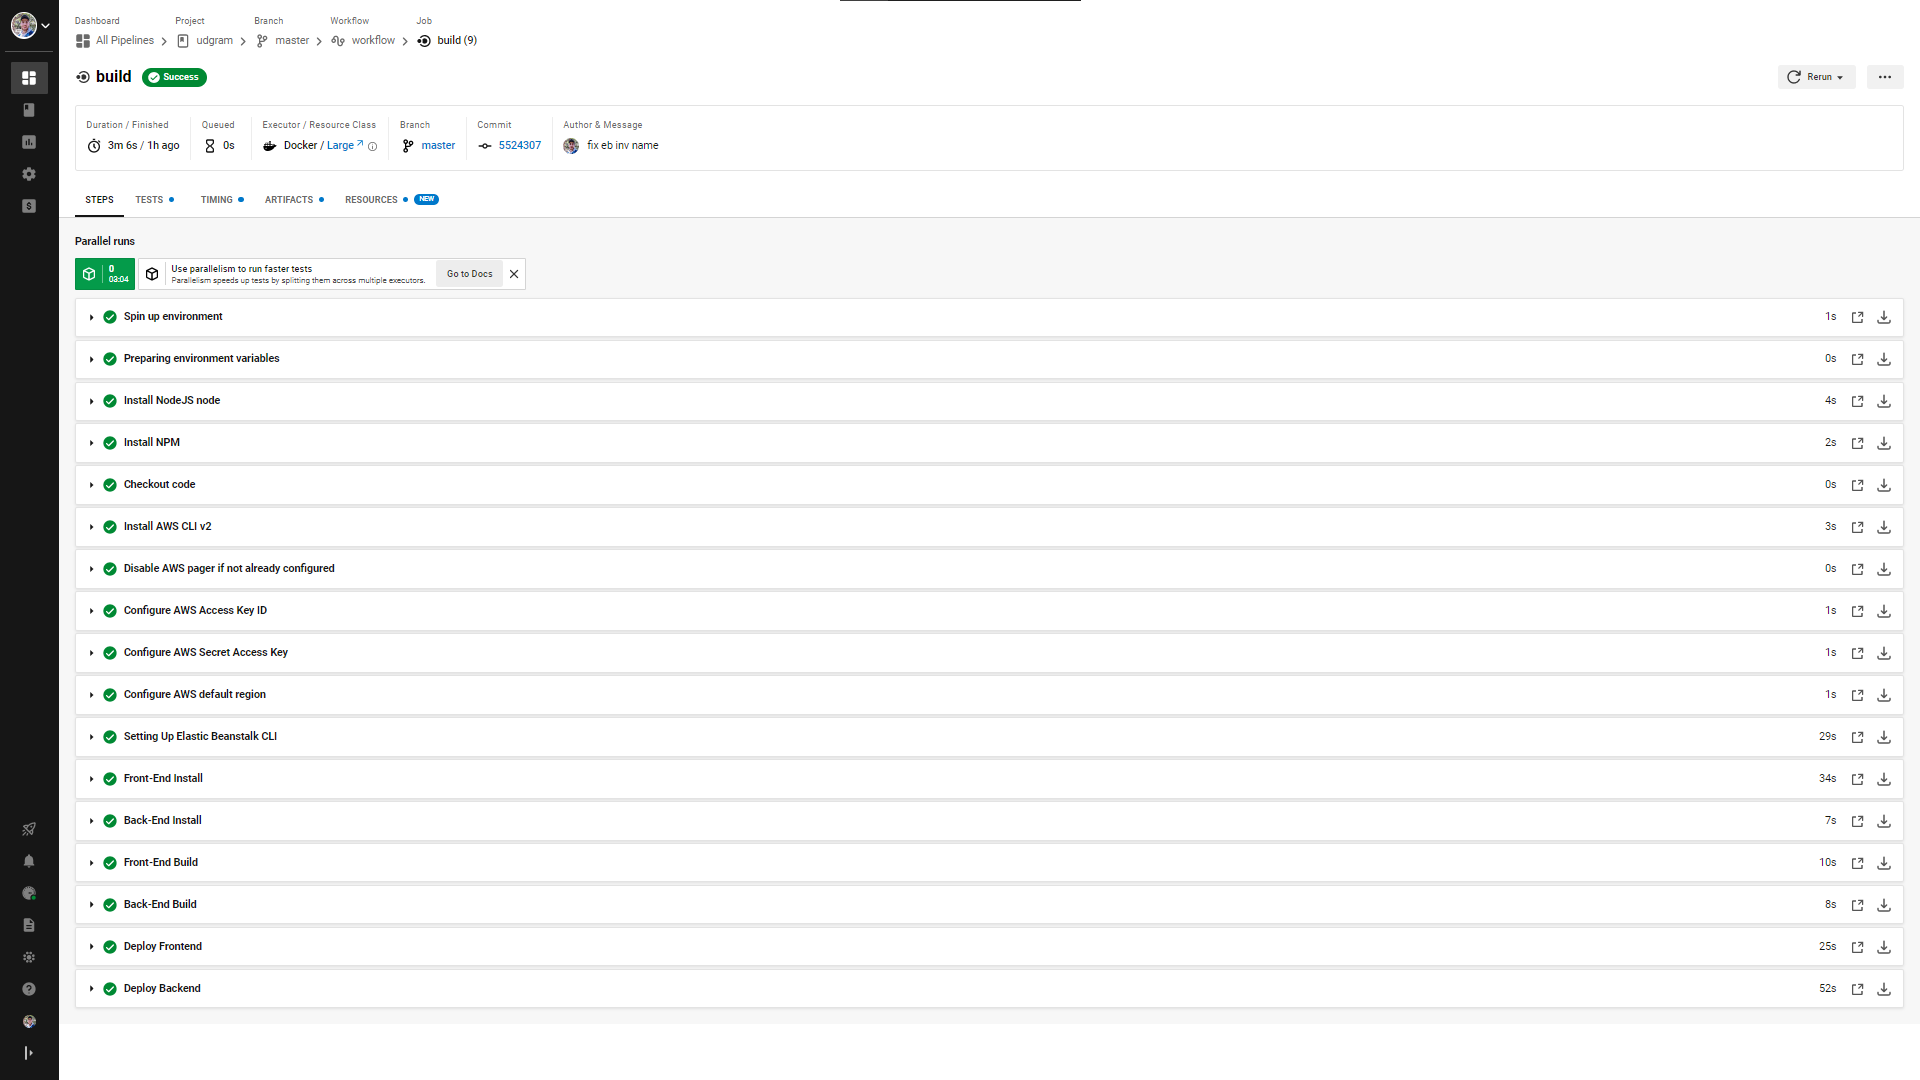 Dashboard Project Branch Workflow Job
All Pipelines udgram master workflow build (9)
build Success Rerun
Duration / Finished Queued Executor / Resource Class Branch Commit Author & Message
3m 6s / 1h ago 0s Docker / Large master 5524307 fix eb inv name
STEPS TESTS TIMING ARTIFACTS RESOURCES NEW
Parallel runs
0
03:04
Use parallelism to run faster tests
Parallelism speeds up tests by splitting them across multiple executors.
Go to Docs
Spin up environment 1s
Preparing environment variables 0s
Install NodeJS node 4s
Install NPM 2s
Checkout code 0s
Install AWS CLI v2 3s
Disable AWS pager if not already configured 0s
Configure AWS Access Key ID 1s
Configure AWS Secret Access Key 1s
Configure AWS default region 1s
Setting Up Elastic Beanstalk CLI 29s
Front-End Install 34s
Back-End Install 7s
Front-End Build 10s
Back-End Build 8s
Deploy Frontend 25s
Deploy Backend 52s